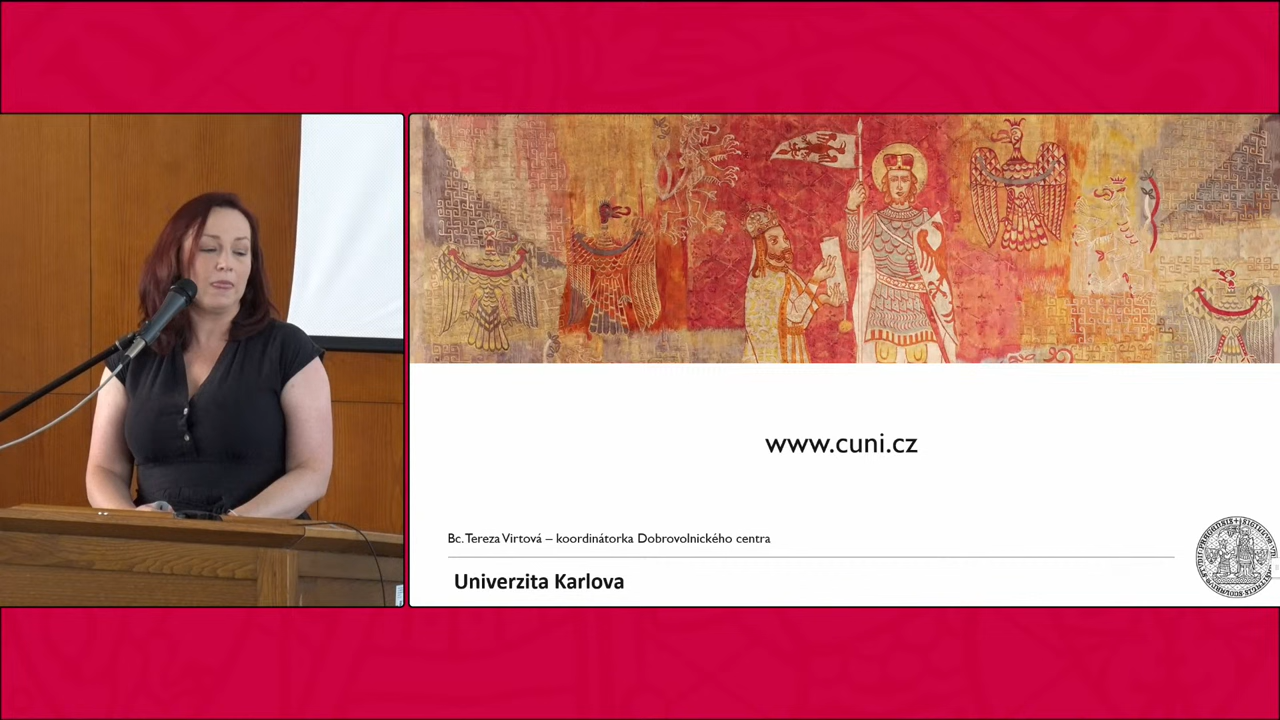 www.cuni.cz
Bc. Tereza Virtová – koordinátorka Dobrovolnického centra
Univerzita Karlova